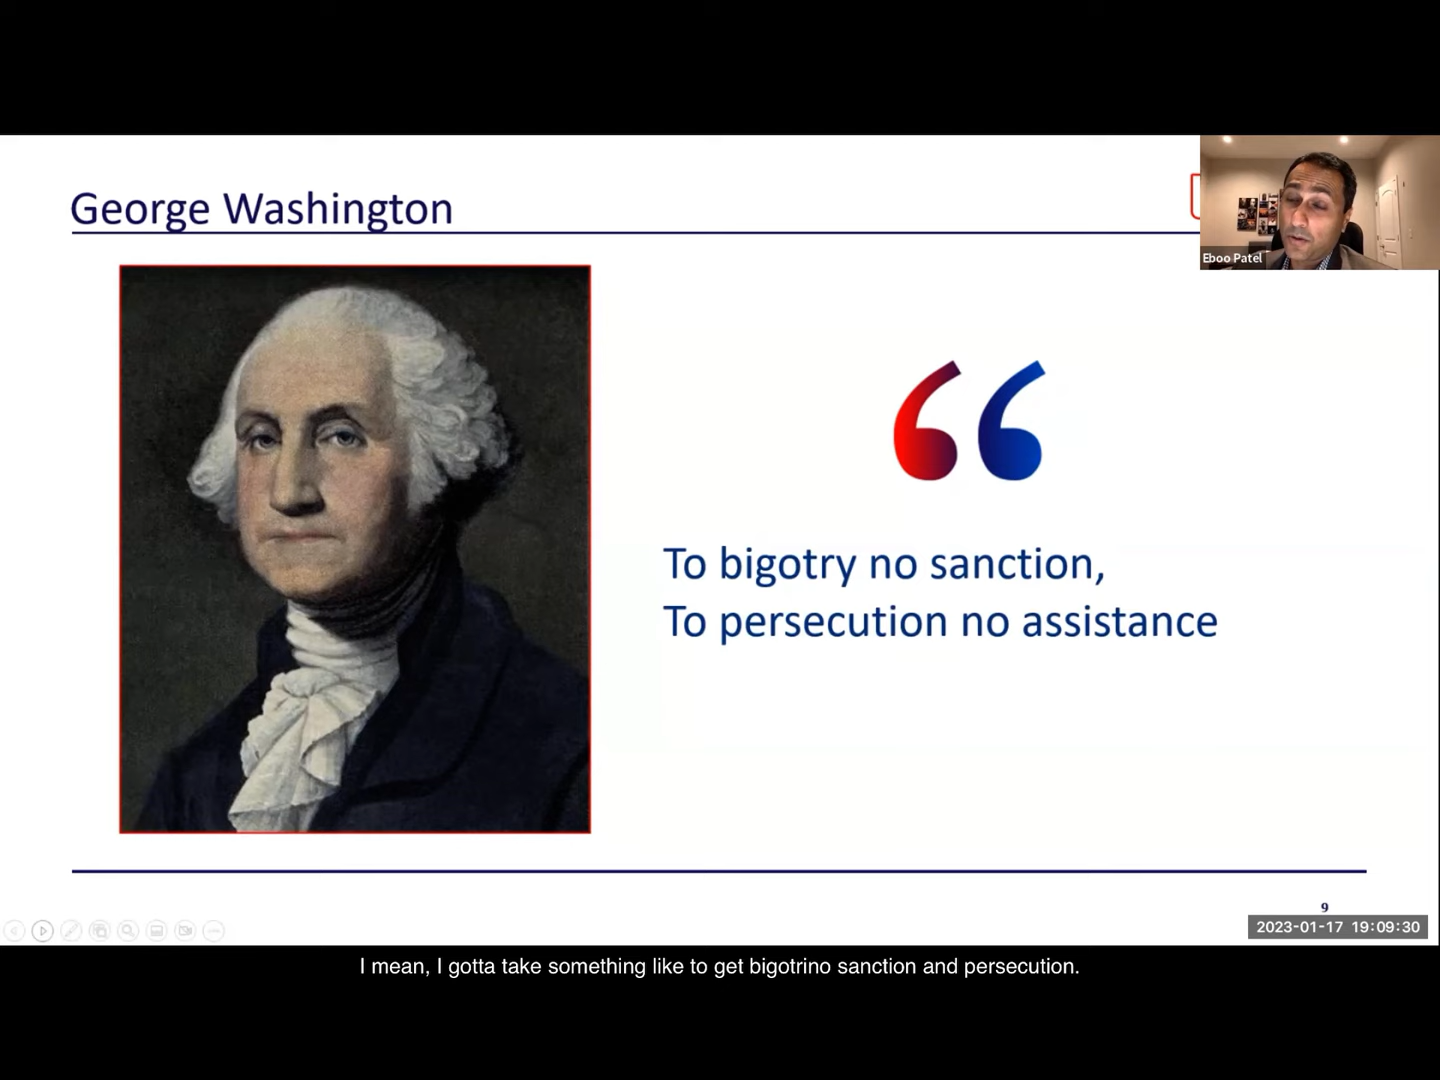 George Washington
Eboo Patel
To bigotry no sanction,
To persecution no assistance
9
2023-01-17 19:09:30
I mean, I gotta take something like to get bigotrino sanction and persecution.